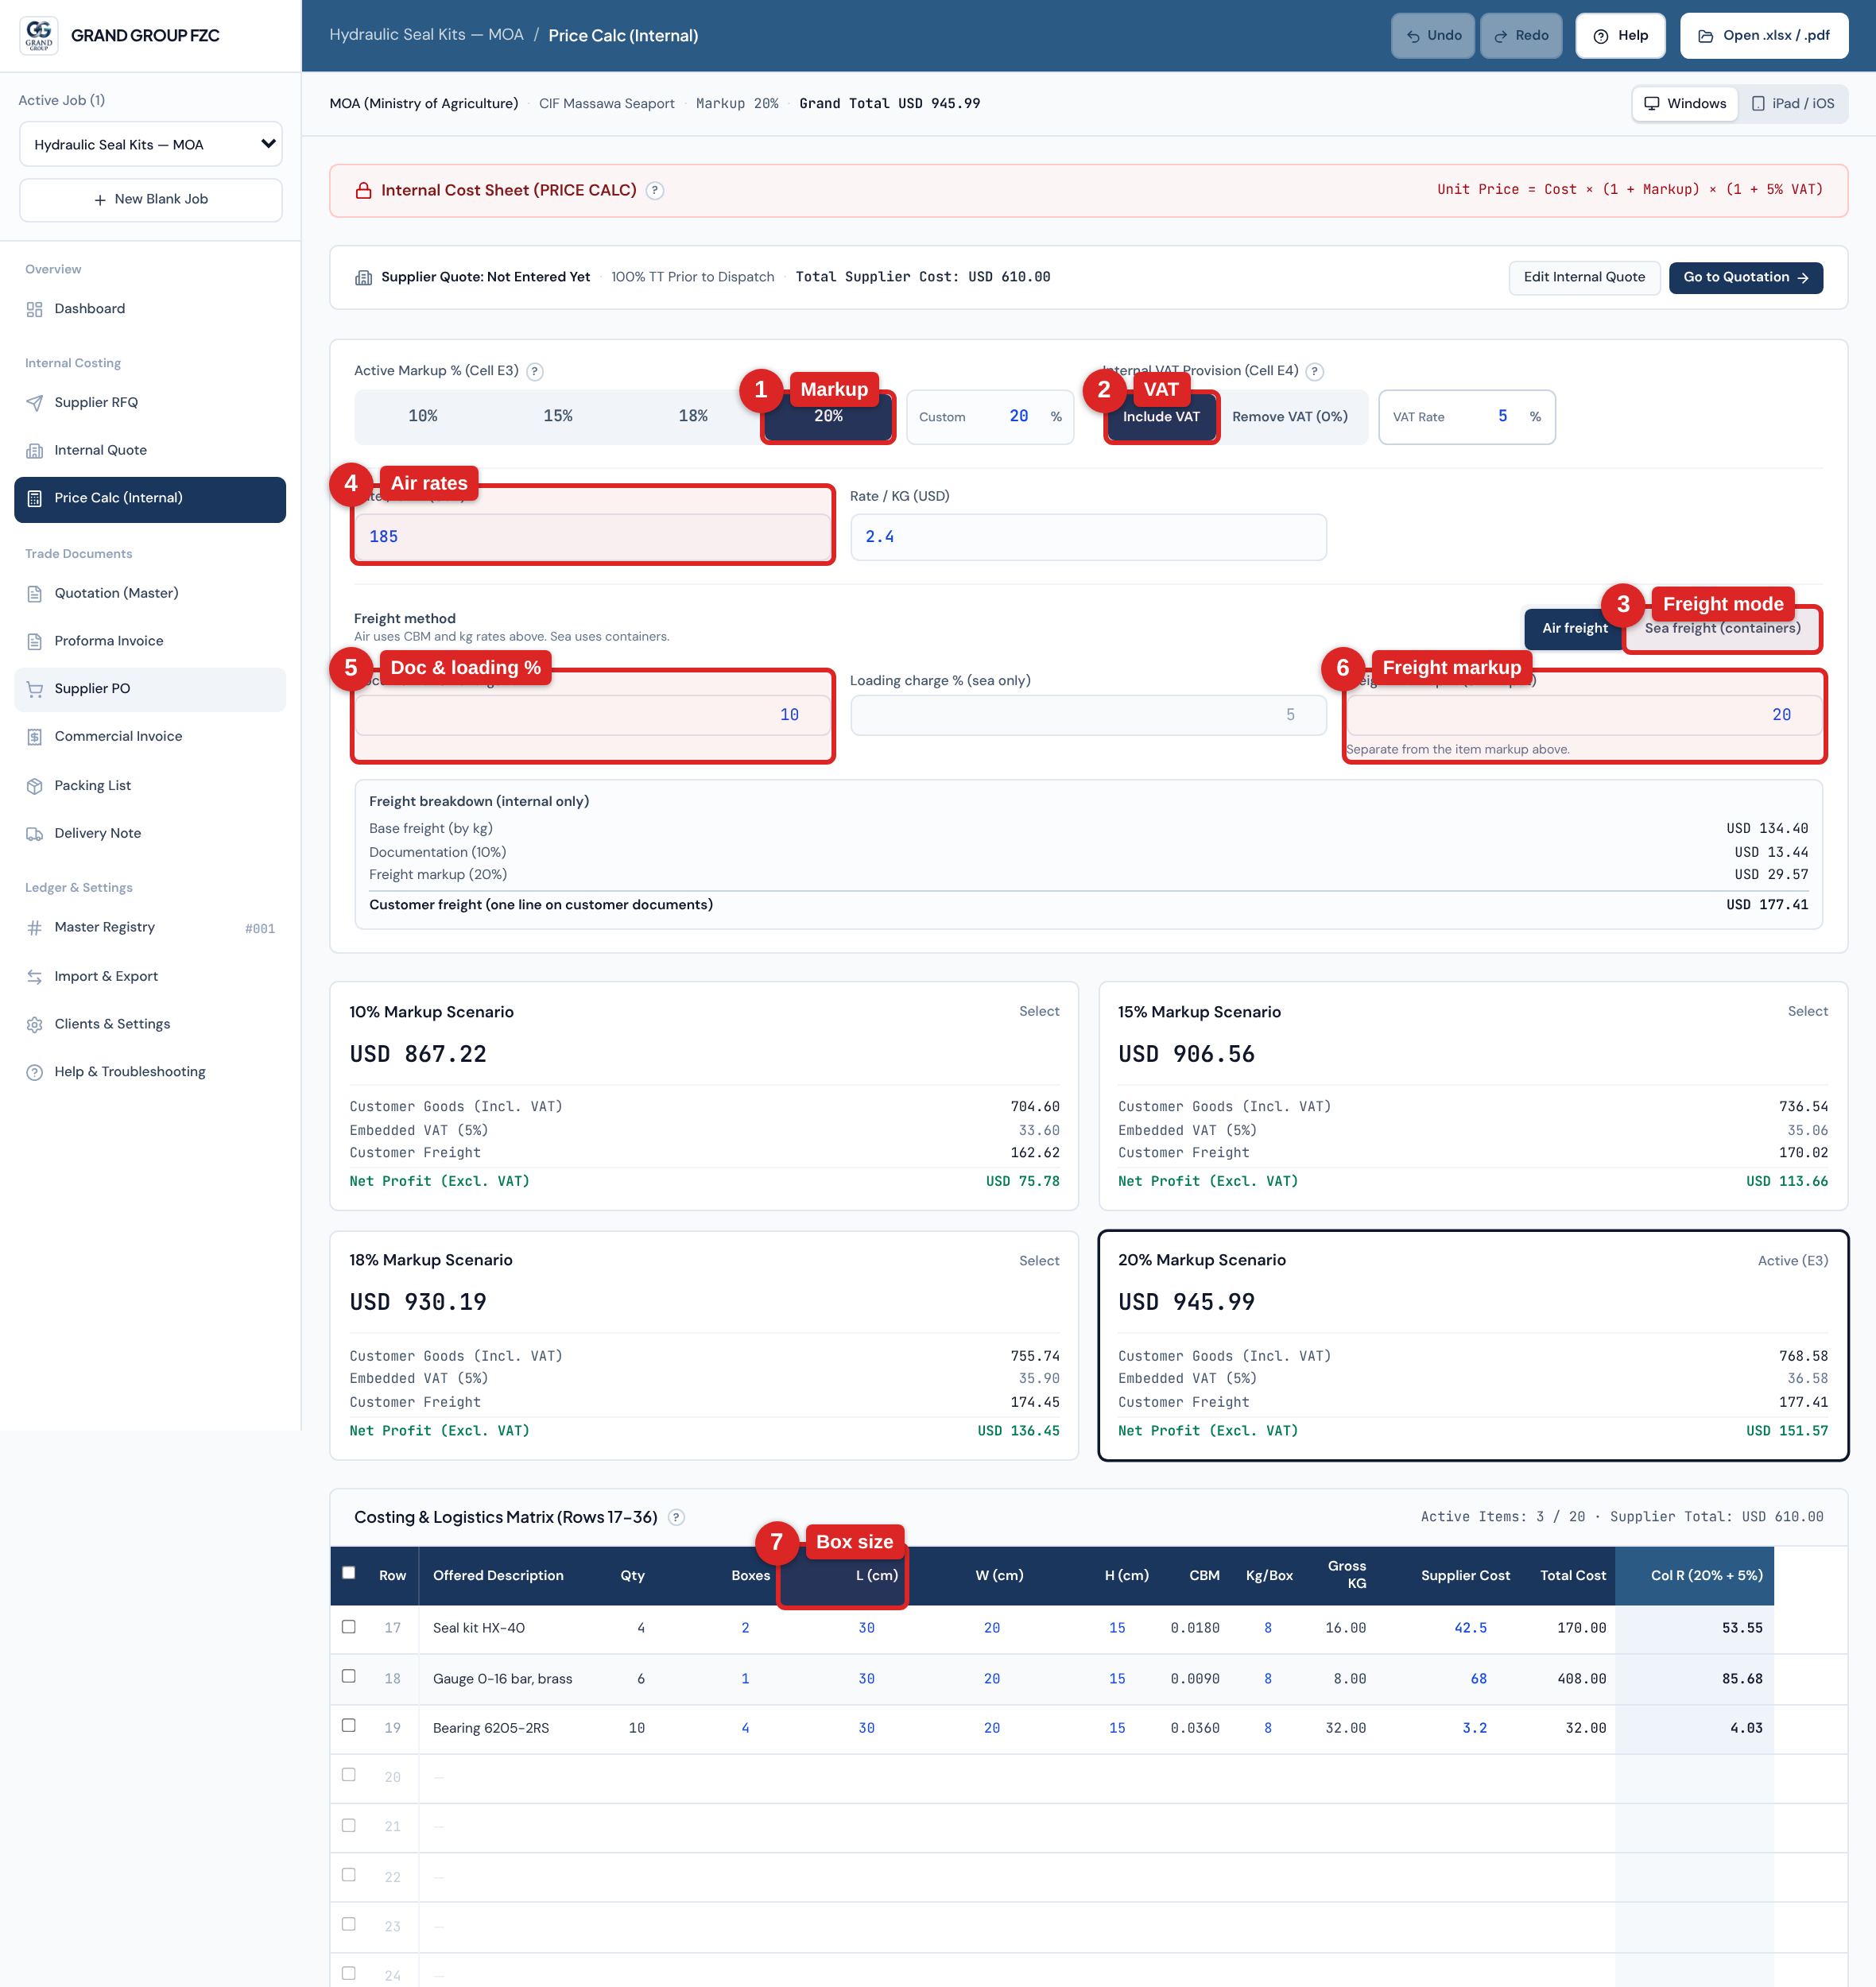 GG GRAND GROUP
GRAND GROUP FZC
Hydraulic Seal Kits — MOA / Price Calc (Internal)
Undo
Redo
Help
Open .xlsx / .pdf
Active Job (1)
Hydraulic Seal Kits — MOA
+ New Blank Job
Overview
Dashboard
Internal Costing
Supplier RFQ
Internal Quote
Price Calc (Internal)
Trade Documents
Quotation (Master)
Proforma Invoice
Supplier PO
Commercial Invoice
Packing List
Delivery Note
Ledger & Settings
Master Registry #001
Import & Export
Clients & Settings
Help & Troubleshooting
MOA (Ministry of Agriculture) · CIF Massawa Seaport · Markup 20% · Grand Total USD 945.99
Windows
iPad / iOS
Internal Cost Sheet (PRICE CALC) ?
Unit Price = Cost × (1 + Markup) × (1 + 5% VAT)
Supplier Quote: Not Entered Yet · 100% TT Prior to Dispatch · Total Supplier Cost: USD 610.00
Edit Internal Quote
Go to Quotation →
Active Markup % (Cell E3) ?
Internal VAT Provision (Cell E4) ?
1 Markup
2 VAT
10% 15% 18% 20%
Custom 20 %
Include VAT
Remove VAT (0%)
VAT Rate 5 %
4 Air rates
Rate / KG (USD)
185
2.4
Freight method
Air uses CBM and kg rates above. Sea uses containers.
3 Freight mode
Air freight
Sea freight (containers)
5 Doc & loading %
Loading charge % (sea only)
6 Freight markup
10
5
20
Separate from the item markup above.
Freight breakdown (internal only)
Base freight (by kg) USD 134.40
Documentation (10%) USD 13.44
Freight markup (20%) USD 29.57
Customer freight (one line on customer documents) USD 177.41
10% Markup Scenario Select
USD 867.22
Customer Goods (Incl. VAT) 704.60
Embedded VAT (5%) 33.60
Customer Freight 162.62
Net Profit (Excl. VAT) USD 75.78
15% Markup Scenario Select
USD 906.56
Customer Goods (Incl. VAT) 736.54
Embedded VAT (5%) 35.06
Customer Freight 170.02
Net Profit (Excl. VAT) USD 113.66
18% Markup Scenario Select
USD 930.19
Customer Goods (Incl. VAT) 755.74
Embedded VAT (5%) 35.90
Customer Freight 174.45
Net Profit (Excl. VAT) USD 136.45
20% Markup Scenario Active (E3)
USD 945.99
Customer Goods (Incl. VAT) 768.58
Embedded VAT (5%) 36.58
Customer Freight 177.41
Net Profit (Excl. VAT) USD 151.57
Costing & Logistics Matrix (Rows 17–36) ?
Active Items: 3 / 20 · Supplier Total: USD 610.00
7 Box size
Row Offered Description Qty Boxes L (cm) W (cm) H (cm) CBM Kg/Box Gross KG Supplier Cost Total Cost Col R (20% + 5%)
17 Seal kit HX-40 4 2 30 20 15 0.0180 8 16.00 42.5 170.00 53.55
18 Gauge 0-16 bar, brass 6 1 30 20 15 0.0090 8 8.00 68 408.00 85.68
19 Bearing 6205-2RS 10 4 30 20 15 0.0360 8 32.00 3.2 32.00 4.03
20 —
21 —
22 —
23 —
24 —